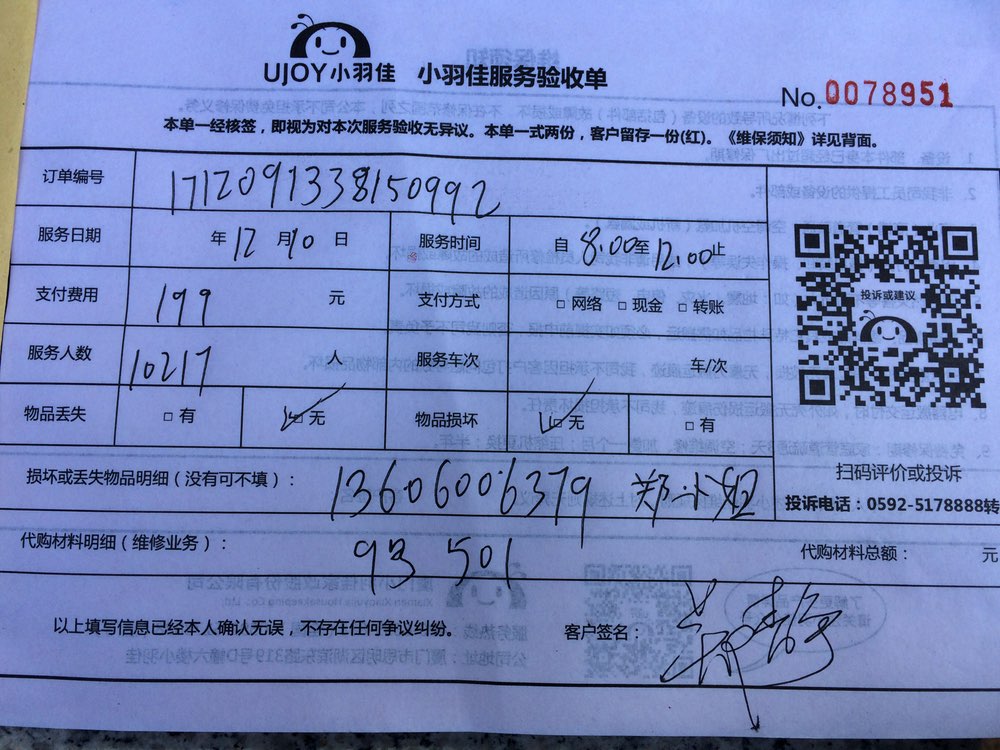 UJOY小羽佳 小羽佳服务验收单
No. 0078951
本单一经核签，即视为对本次服务验收无异议。本单一式两份，客户留存一份(红)。《维保须知》详见背面。
订单编号 1712091338150992
服务日期 年 12 月 10 日 服务时间 自 8:00 至 12:00 止
支付费用 199 元 支付方式 □ 网络 □ 现金 □ 转账
服务人数 10217 人 服务车次 车/次
物品丢失 □ 有 □ 无 物品损坏 □ 无 □ 有
投诉或建议
扫码评价或投诉
投诉电话：0592-5178888转
损坏或丢失物品明细（没有可不填）： 13606006379 郑小姐
代购材料明细（维修业务）： 93 501 代购材料总额： 元
以上填写信息已经本人确认无误，不存在任何争议纠纷。 客户签名：